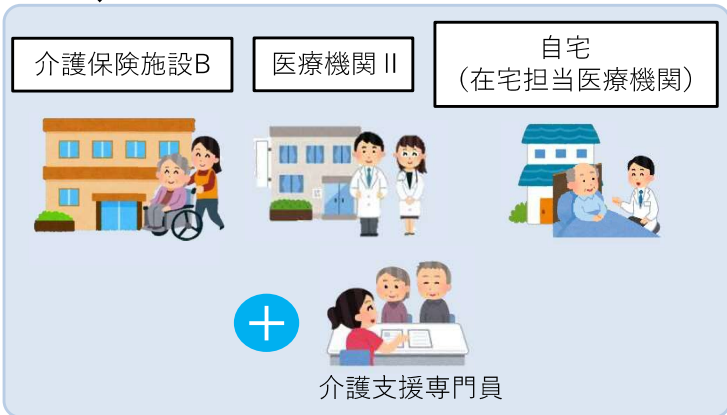 介護保険施設B
医療機関Ⅱ
自宅
（在宅担当医療機関）
＋
介護支援専門員